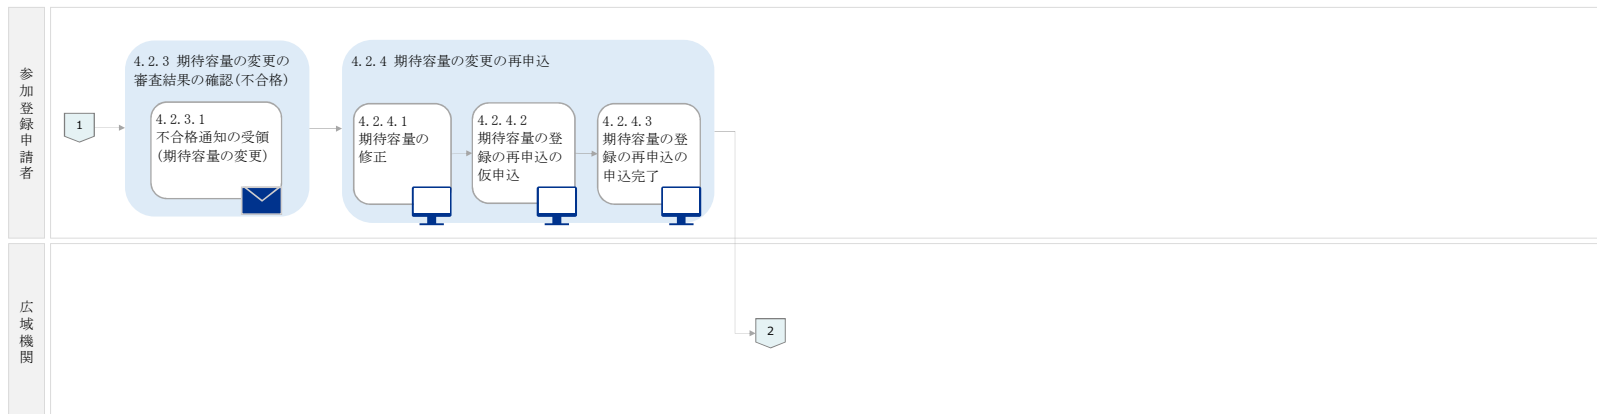 参加登録申請者
1
4.2.3 期待容量の変更の
審査結果の確認(不合格)
4.2.3.1
不合格通知の受領
(期待容量の変更)
4.2.4 期待容量の変更の再申込
4.2.4.1
期待容量の
修正
4.2.4.2
期待容量の登
録の再申込の
仮申込
4.2.4.3
期待容量の登
録の再申込の
申込完了
広域機関
2